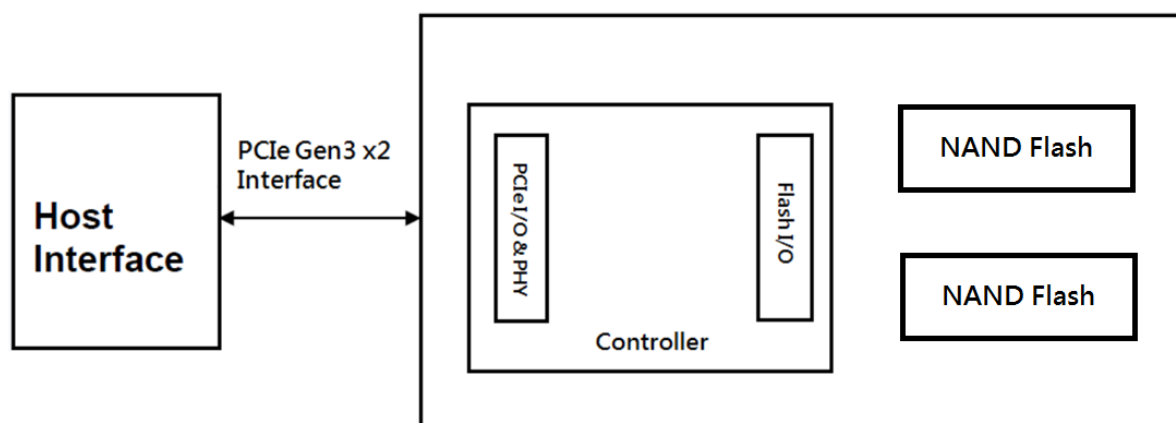 Host
Interface
PCIe Gen3 x2
Interface
PCIe I/O & PHY
Flash I/O
Controller
NAND Flash
NAND Flash